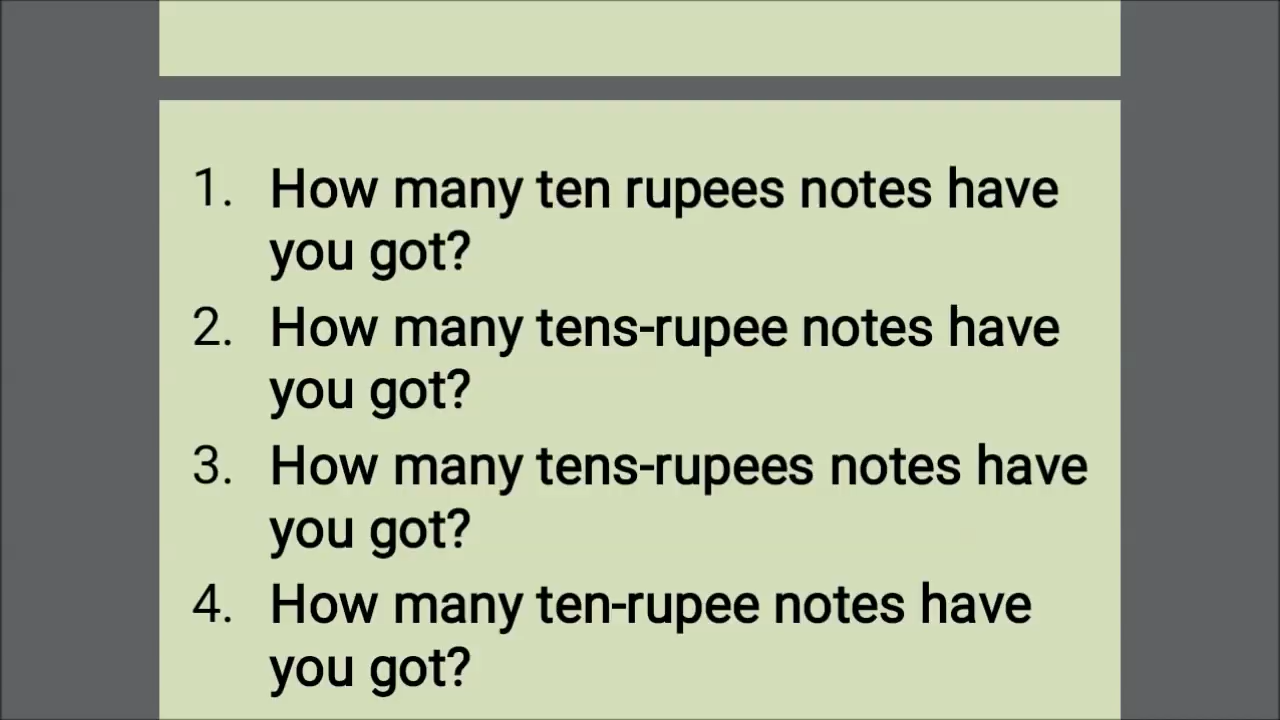 1. How many ten rupees notes have
you got?
2. How many tens-rupee notes have
you got?
3. How many tens-rupees notes have
you got?
4. How many ten-rupee notes have
you got?